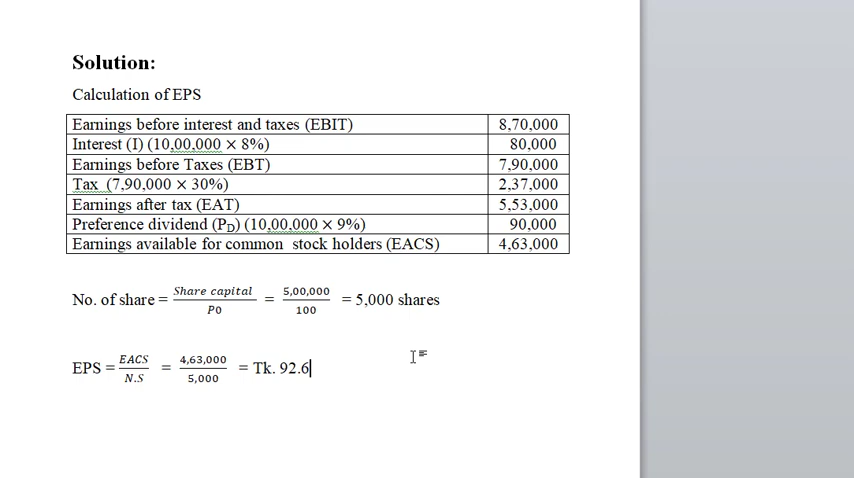 Solution:
Calculation of EPS
Earnings before interest and taxes (EBIT) 8,70,000
Interest (I) (10,00,000 × 8%) 80,000
Earnings before Taxes (EBT) 7,90,000
Tax (7,90,000 × 30%) 2,37,000
Earnings after tax (EAT) 5,53,000
Preference dividend (PD) (10,00,000 × 9%) 90,000
Earnings available for common stock holders (EACS) 4,63,000
No. of share = Share capital / P0 = 5,00,000 / 100 = 5,000 shares
EPS = EACS / N.S = 4,63,000 / 5,000 = Tk. 92.6